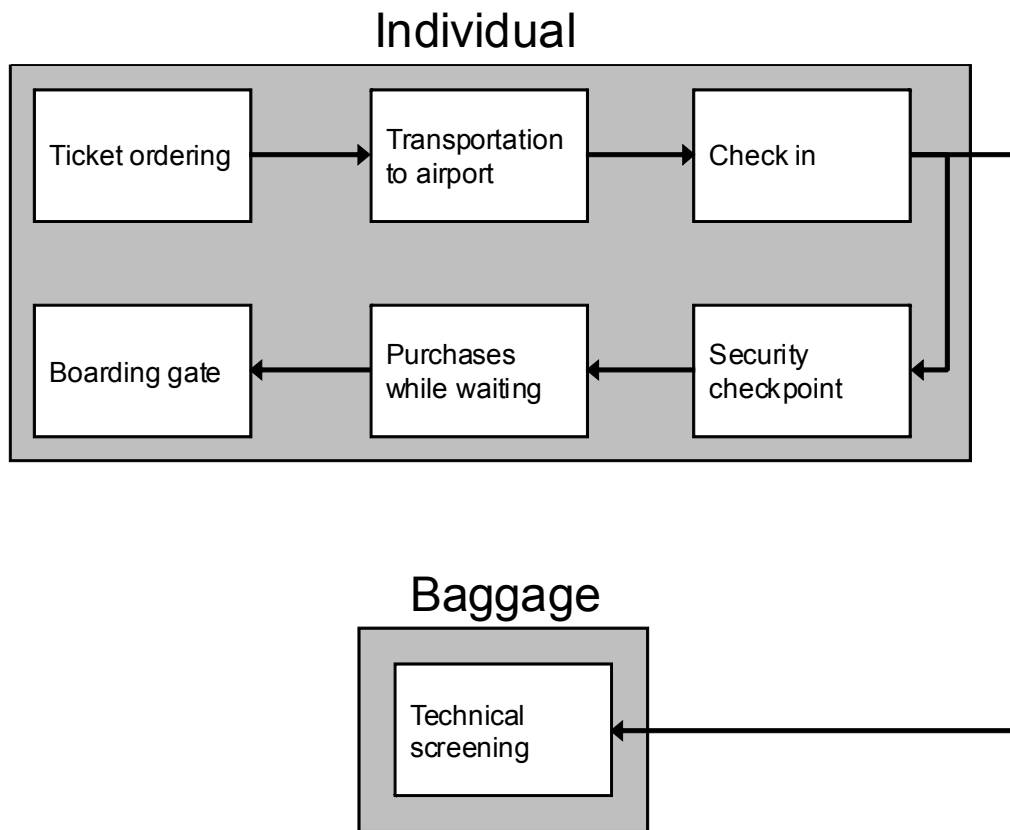 Individual
Ticket ordering
Transportation
to airport
Check in
Boarding gate
Purchases
while waiting
Security
checkpoint
Baggage
Technical
screening